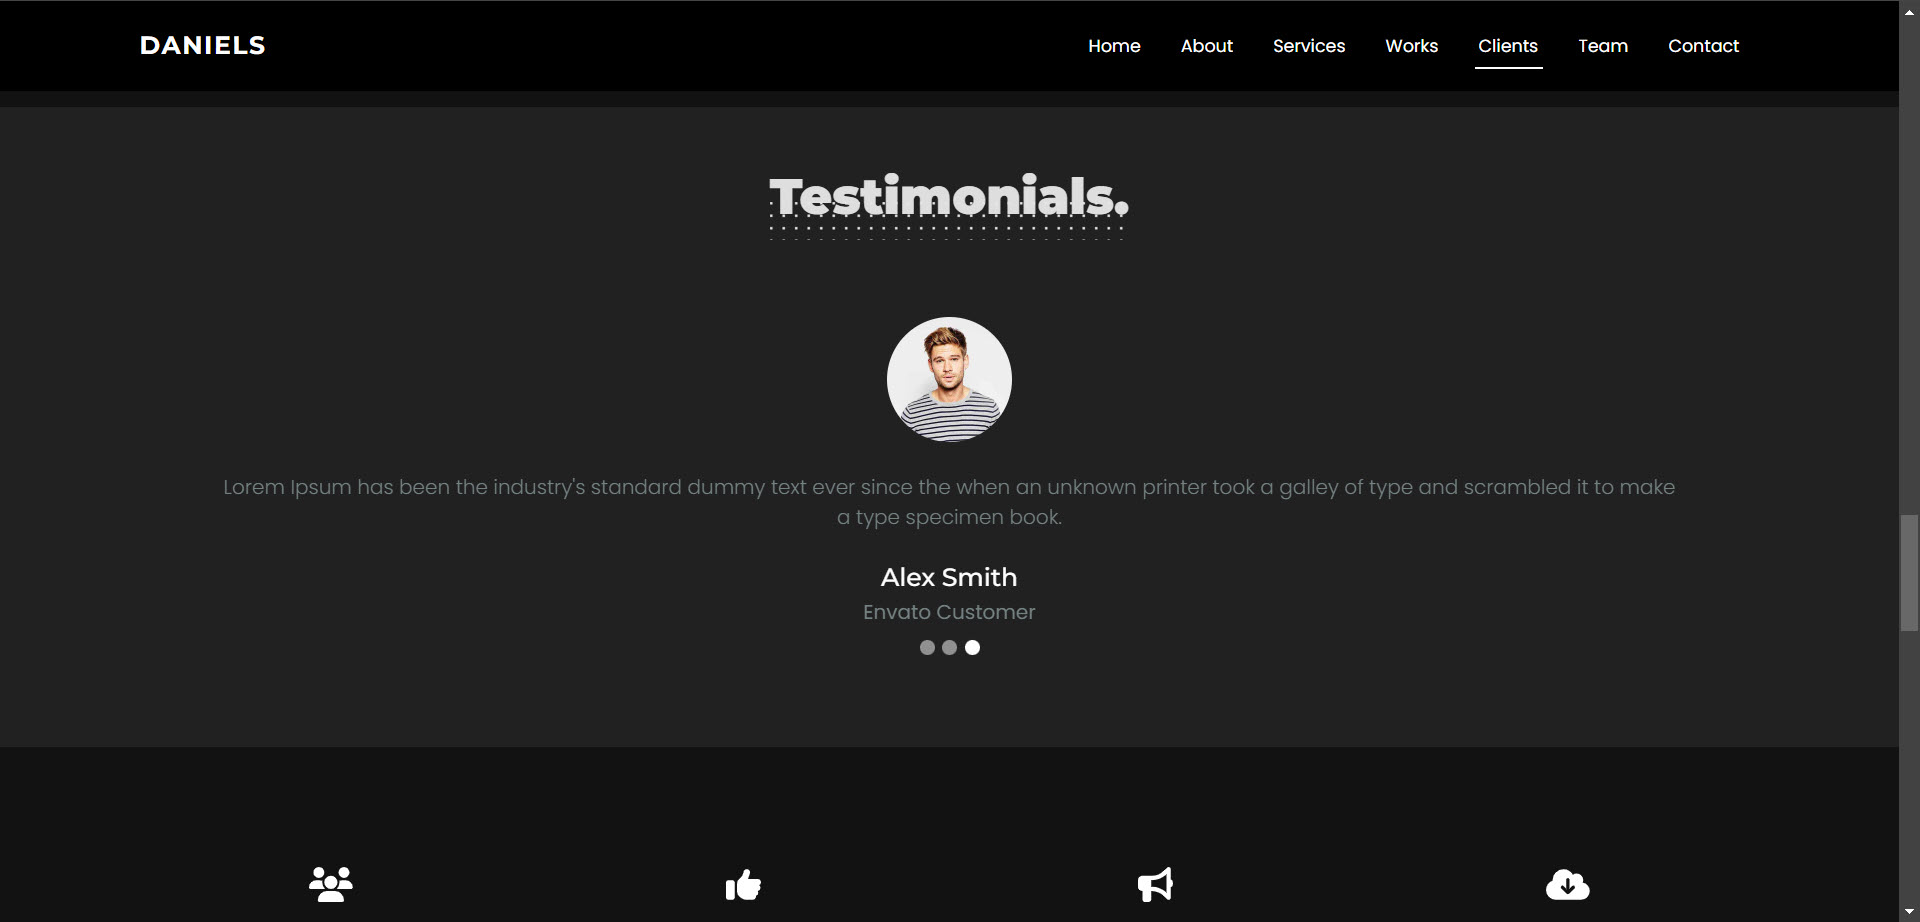 DANIELS
Home About Services Works Clients Team Contact
Testimonials.
Lorem Ipsum has been the industry's standard dummy text ever since the when an unknown printer took a galley of type and scrambled it to make
a type specimen book.
Alex Smith
Envato Customer